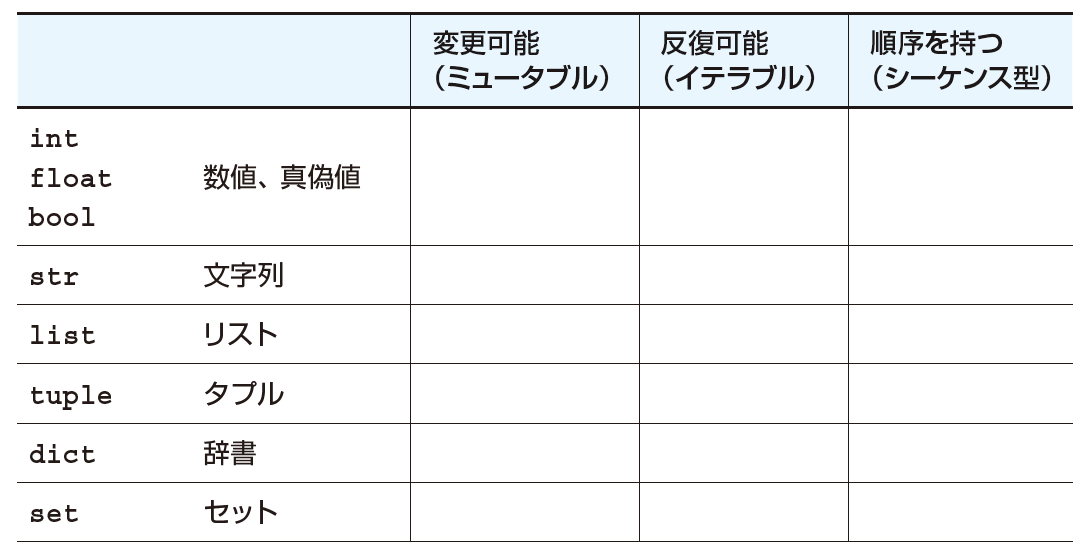 変更可能
（ミュータブル）
反復可能
（イテラブル）
順序を持つ
（シーケンス型）
int
float 数値、真偽値
bool
str 文字列
list リスト
tuple タプル
dict 辞書
set セット